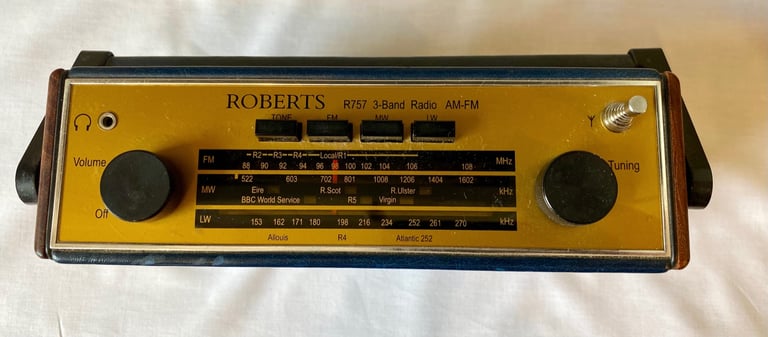 ROBERTS R757 3-Band Radio AM-FM
TONE FM MW LW
Volume
Off
Tuning
R2 R3 R4 Local/R1
FM 88 90 92 94 96 98 100 102 104 106 108 MHz
MW 522 603 702 801 1008 1206 1404 1602 kHz
Eire R.Scot R.Ulster
BBC World Service R5 Virgin
LW 153 162 171 180 198 216 234 252 261 270 kHz
Allouis R4 Atlantic 252